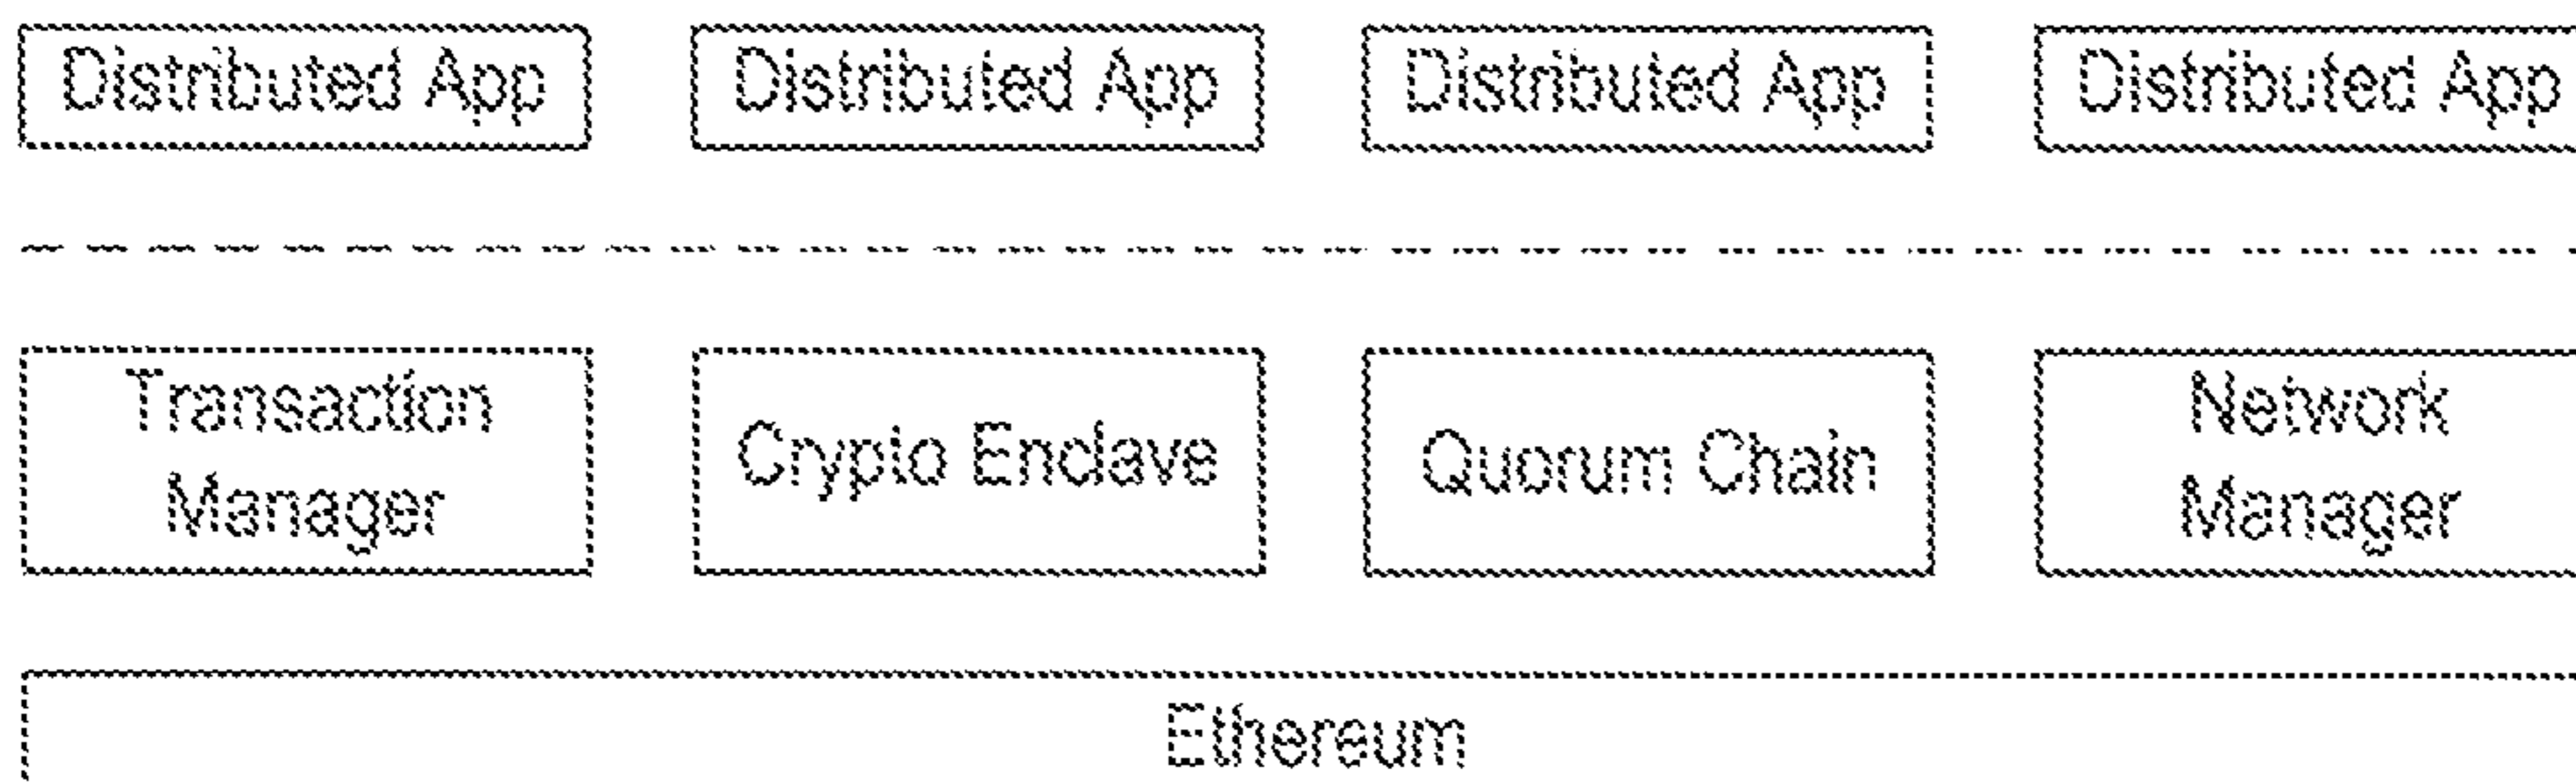 Distributed App
Distributed App
Distributed App
Distributed App
Transaction
Manager
Crypto Enclave
Quorum Chain
Network
Manager
Ethereum